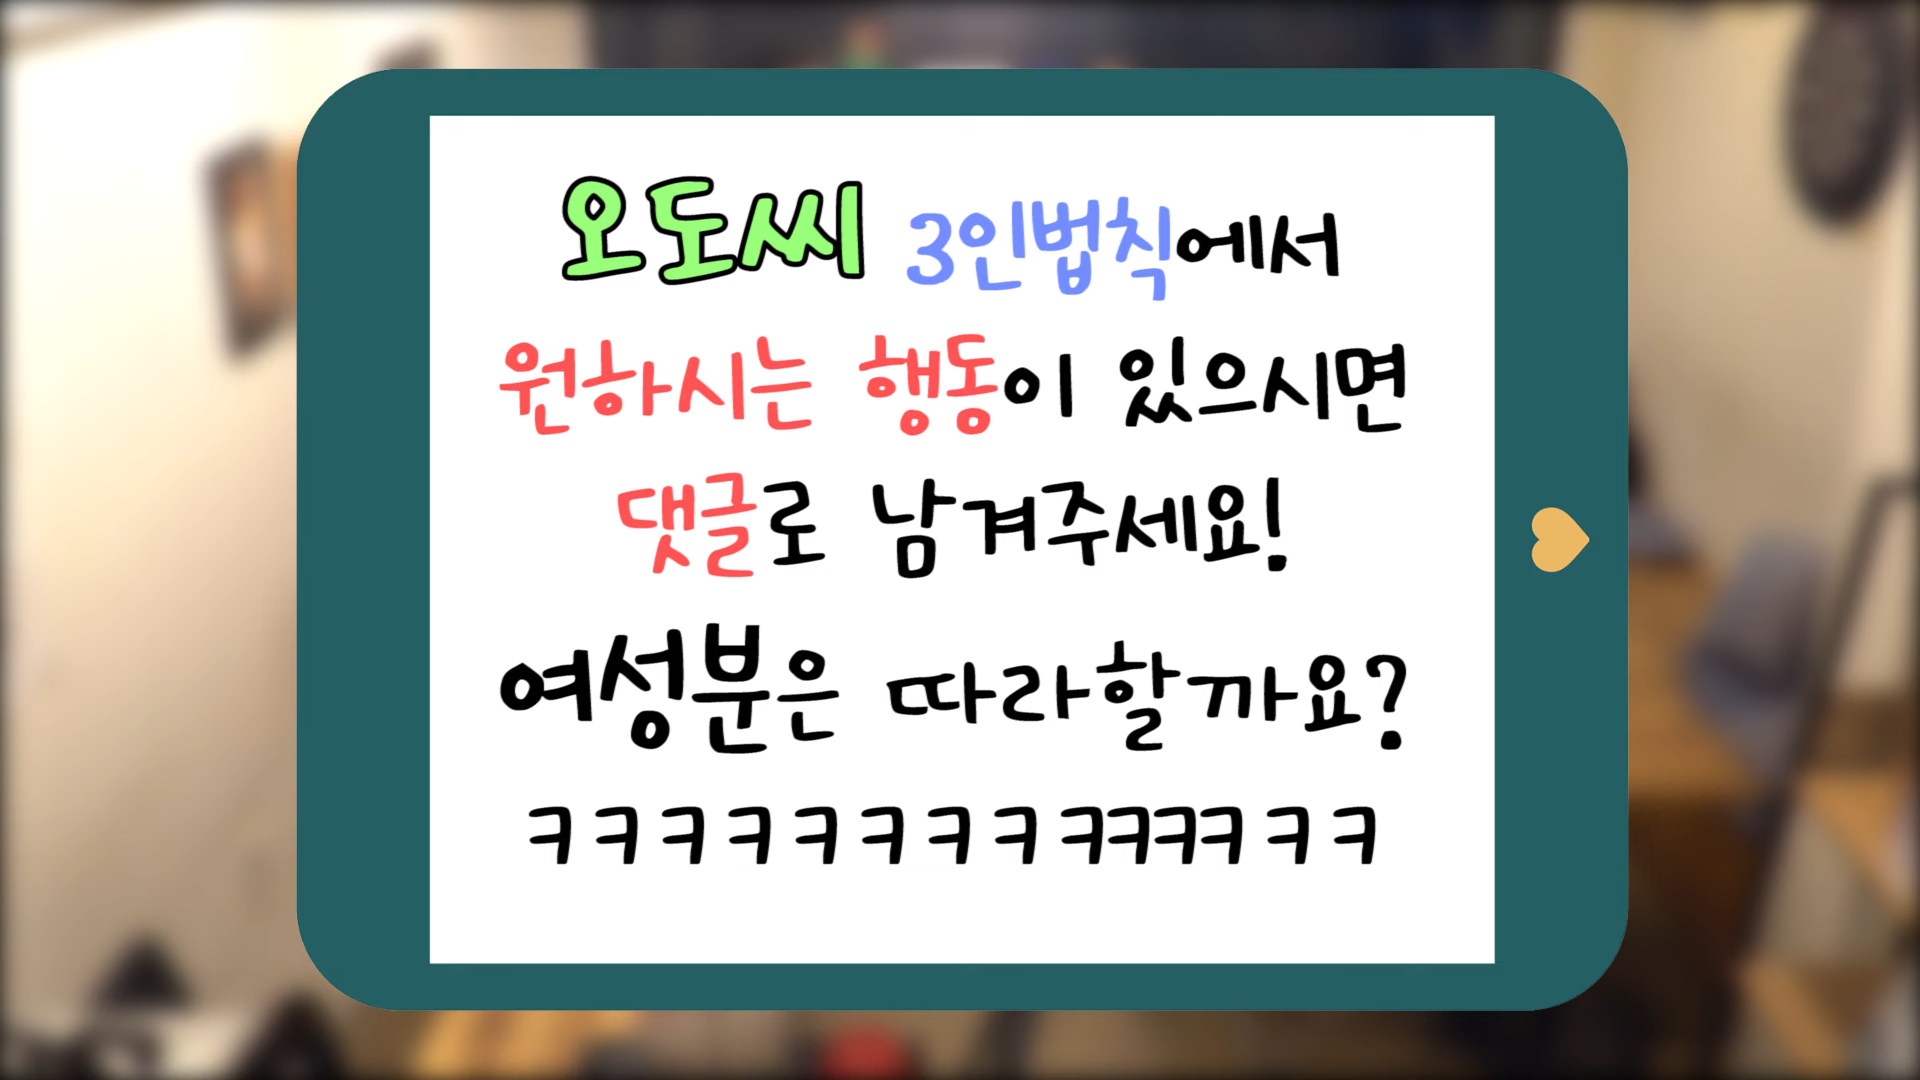 오도씨 3인법칙에서
원하시는 행동이 있으시면
댓글로 남겨주세요!
여성분은 따라할까요?
ㅋㅋㅋㅋㅋㅋㅋㅋㅋㅋㅋㅋㅋ